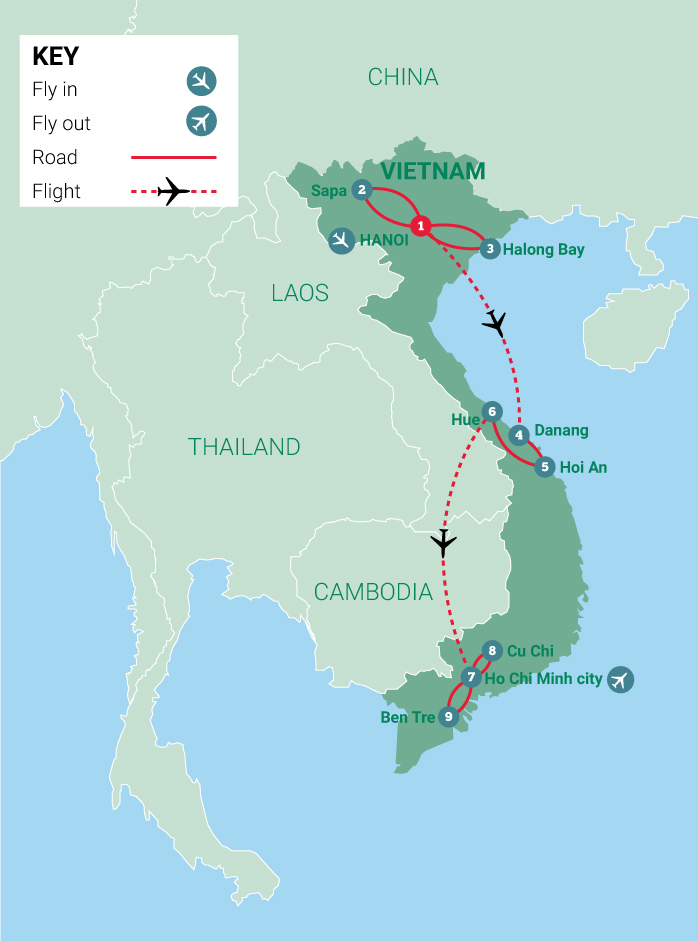 KEY
Fly in
Fly out
Road
Flight
CHINA
VIETNAM
Sapa
2
1
HANOI
3
Halong Bay
LAOS
6
Hue
4
Danang
THAILAND
5
Hoi An
CAMBODIA
8
Cu Chi
7
Ho Chi Minh city
Ben Tre
9